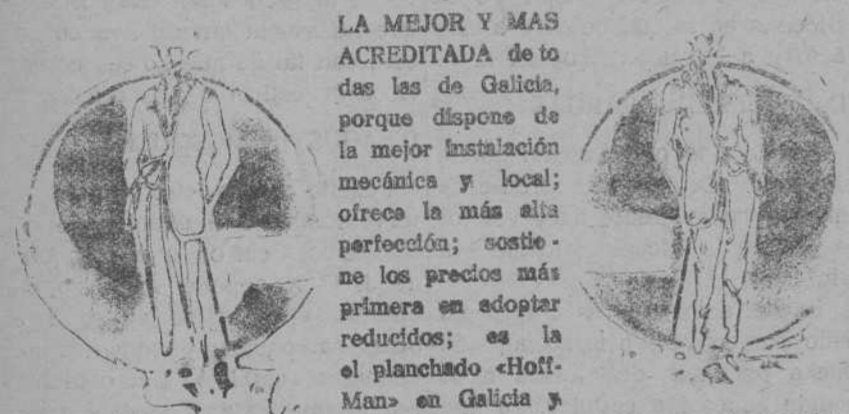 LA MEJOR Y MAS
ACREDITADA de to
das las de Galicia,
porque dispone de
la mejor instalación
mecánica y local;
ofrece la más alta
perfección; sostie-
ne los precios más
primera en adoptar
reducidos; es la
el planchado «Hoff-
Man» en Galicia y